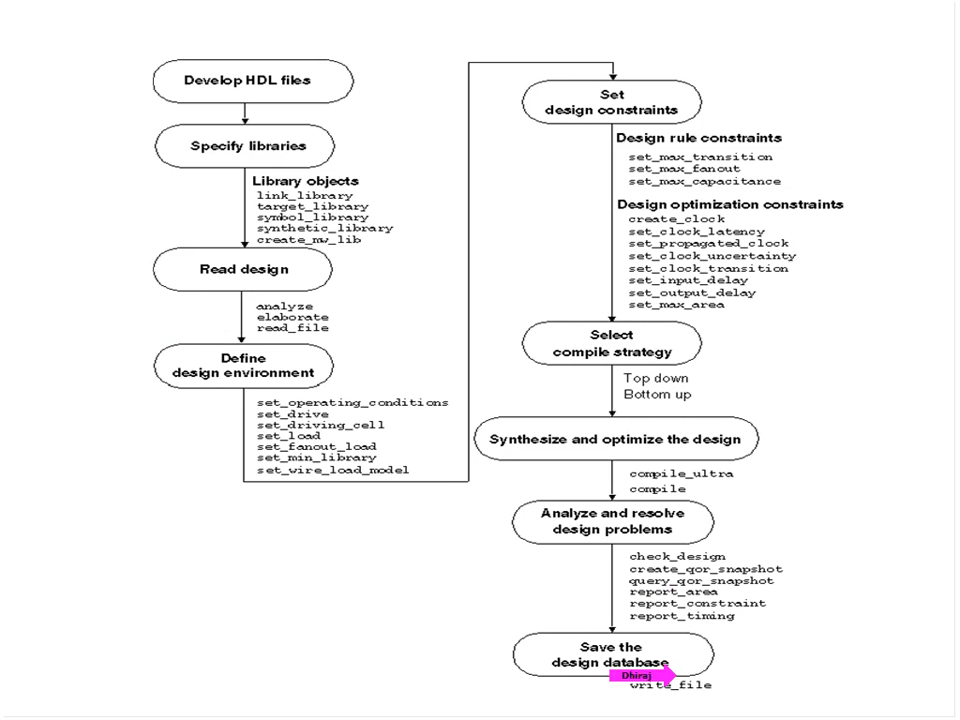 Develop HDL files
Specify libraries
Library objects
link_library
target_library
symbol_library
synthetic_library
create_mw_lib
Read design
analyze
elaborate
read_file
Define
design environment
set_operating_conditions
set_drive
set_driving_cell
set_load
set_fanout_load
set_min_library
set_wire_load_model
Set
design constraints
Design rule constraints
set_max_transition
set_max_fanout
set_max_capacitance
Design optimization constraints
create_clock
set_clock_latency
set_propagated_clock
set_clock_uncertainty
set_clock_transition
set_input_delay
set_output_delay
set_max_area
Select
compile strategy
Top down
Bottom up
Synthesize and optimize the design
compile_ultra
compile
Analyze and resolve
design problems
check_design
create_qor_snapshot
query_qor_snapshot
report_area
report_constraint
report_timing
Save the
design database
Dhiraj
write_file